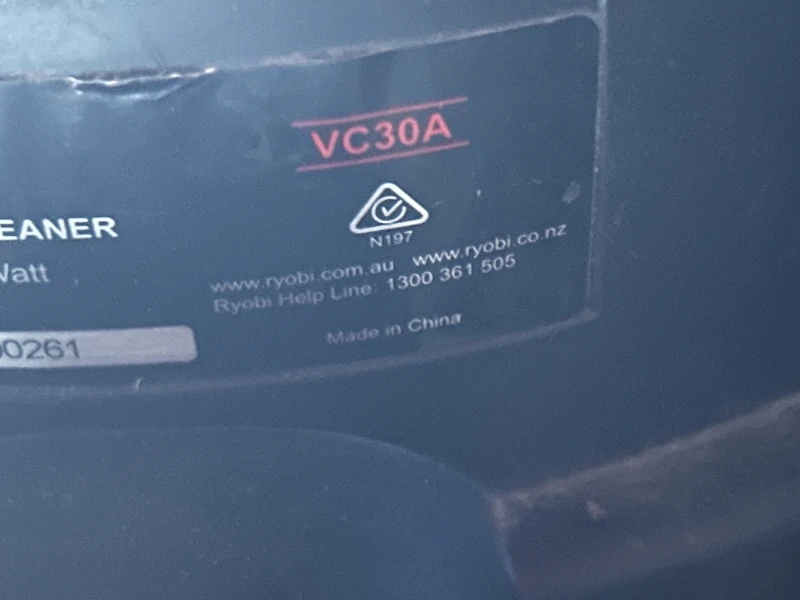 VC30A
N197
EANER
Watt
www.ryobi.com.au www.ryobi.co.nz
Ryobi Help Line: 1300 361 505
Made in China
00261